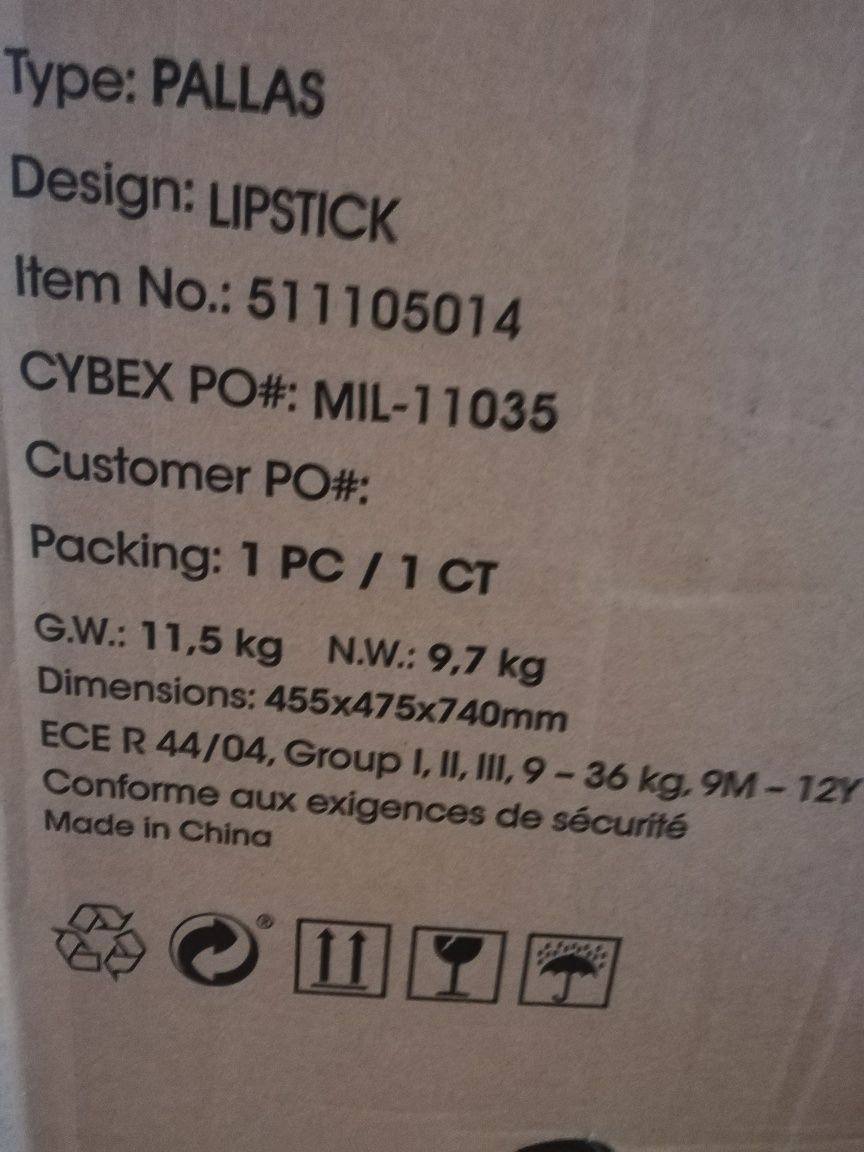 Type: PALLAS
Design: LIPSTICK
Item No.: 511105014
CYBEX PO#: MIL-11035
Customer PO#:
Packing: 1 PC / 1 CT
G.W.: 11,5 kg N.W.: 9,7 kg
Dimensions: 455x475x740mm
ECE R 44/04, Group I, II, III, 9 – 36 kg, 9M – 12Y
Conforme aux exigences de sécurité
Made in China
®